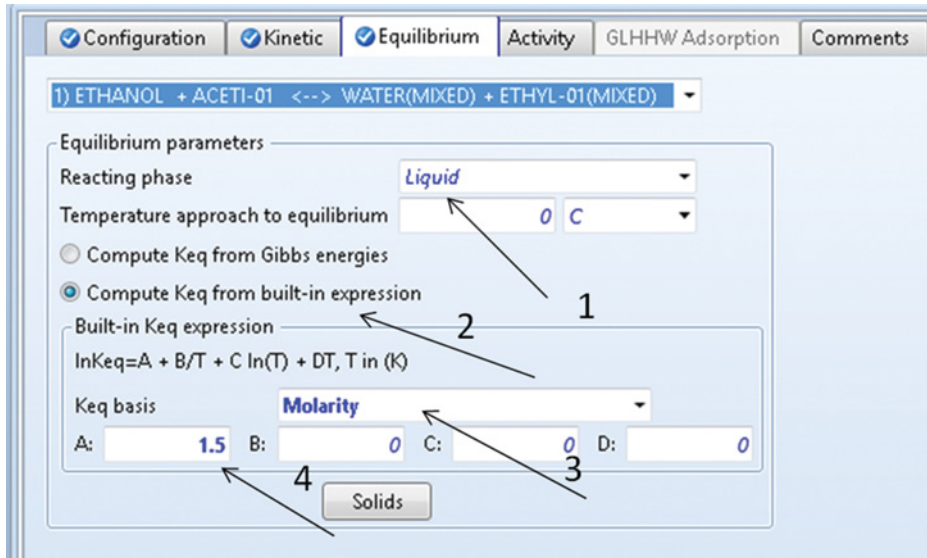 Configuration Kinetic Equilibrium Activity GLHHW Adsorption Comments
1) ETHANOL + ACETI-01 <--> WATER(MIXED) + ETHYL-01(MIXED)
Equilibrium parameters
Reacting phase Liquid
Temperature approach to equilibrium 0 C
Compute Keq from Gibbs energies
Compute Keq from built-in expression
1
2
Built-in Keq expression
lnKeq=A + B/T + C ln(T) + DT, T in (K)
Keq basis Molarity
A: 1.5 B: 0 C: 0 D: 0
3
4
Solids